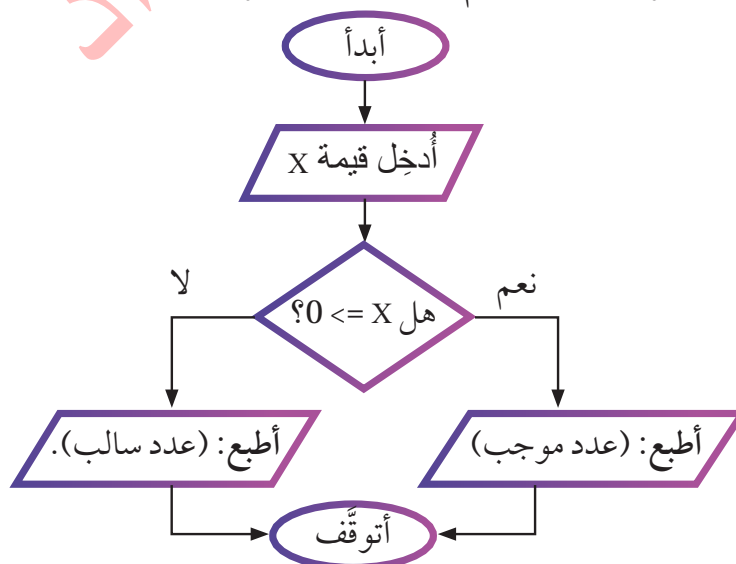 أبدأ
أُدخِل قيمة X
هل X => 0؟
نعم
لا
أطبع: (عدد موجب)
أطبع: (عدد سالب).
أتوقَّف